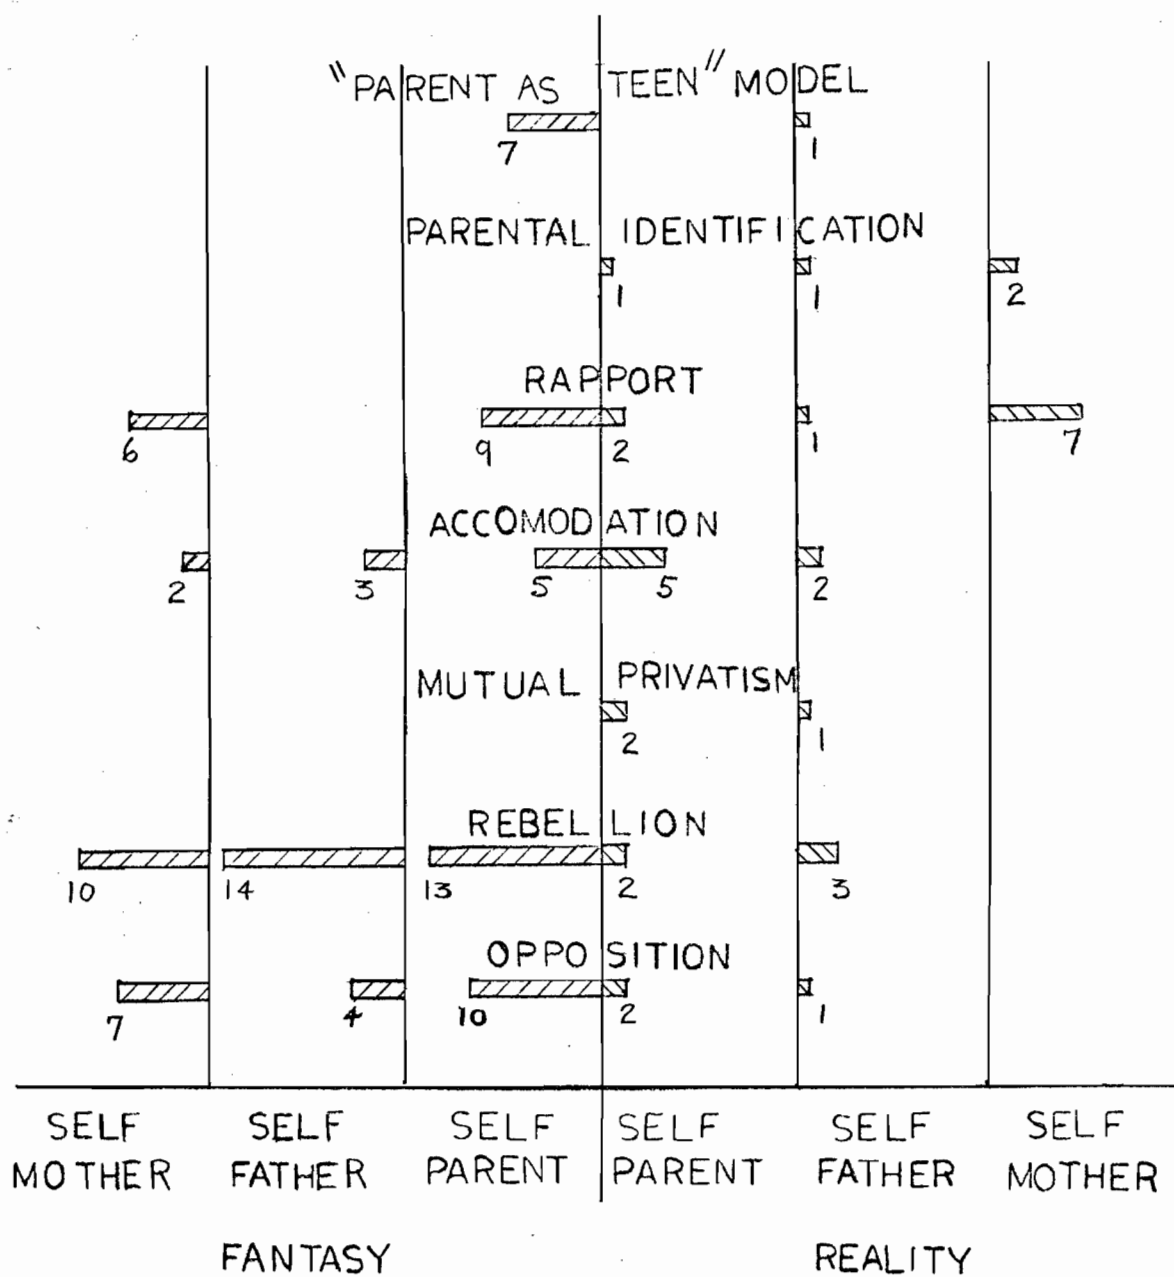 "PARENT AS TEEN" MODEL
7 1
PARENTAL IDENTIFICATION
1 1 2
RAPPORT
6 9 2 1 7
ACCOMODATION
2 3 5 5 2
MUTUAL PRIVATISM
2 1
REBELLION
10 14 13 2 3
OPPOSITION
7 4 10 2 1
SELF SELF SELF SELF SELF SELF
MOTHER FATHER PARENT PARENT FATHER MOTHER
FANTASY REALITY